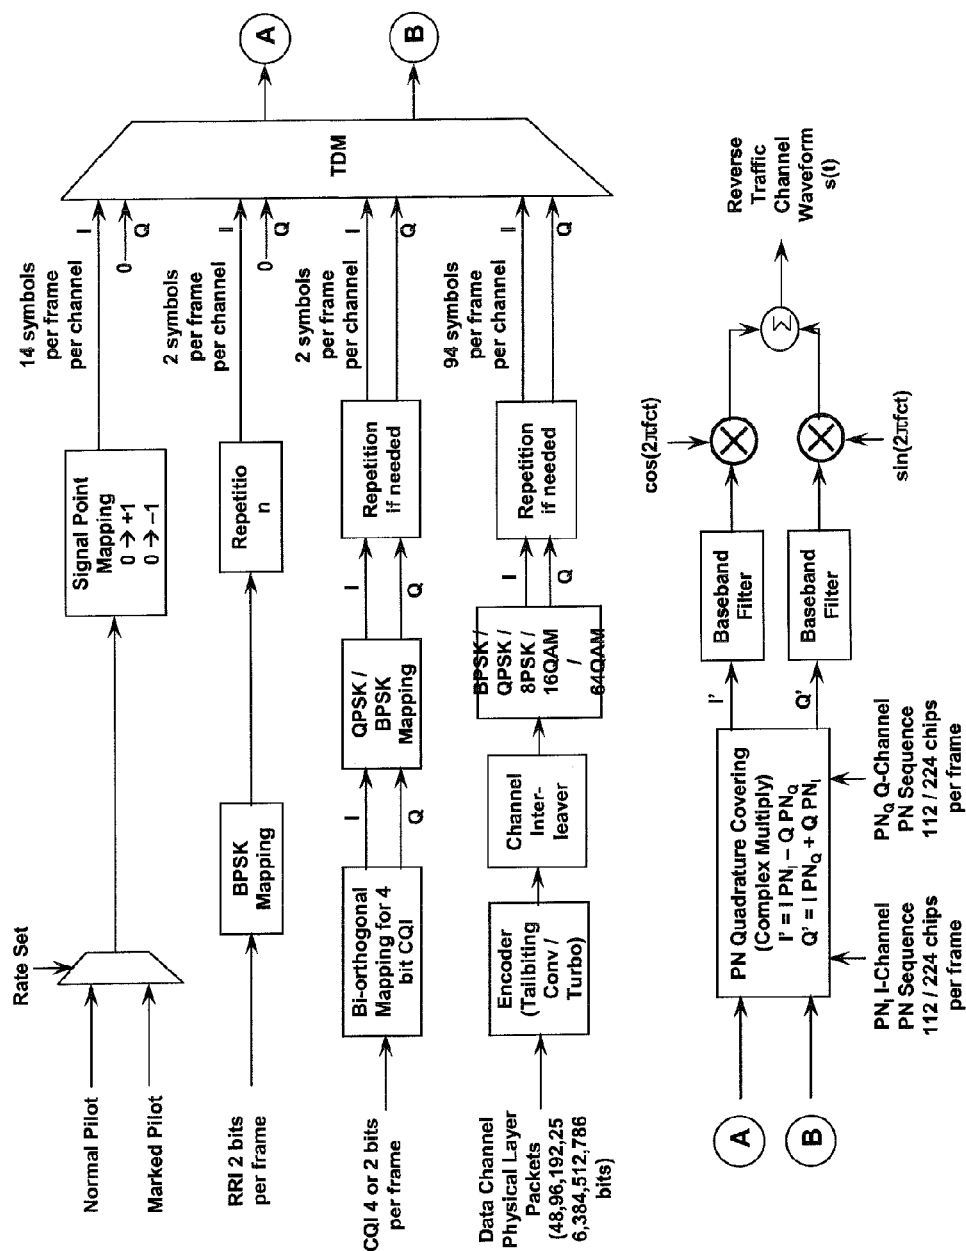 Normal Pilot
Marked Pilot
Rate Set
Signal Point
Mapping
0 → +1
0 → −1
14 symbols
per frame
per channel
I
0
Q
RRI 2 bits
per frame
BPSK
Mapping
Repetitio
n
2 symbols
per frame
per channel
I
0
Q
CQI 4 or 2 bits
per frame
Bi-orthogonal
Mapping for 4
bit CQI
I
Q
QPSK /
BPSK
Mapping
I
Q
Repetition
if needed
2 symbols
per frame
per channel
I
Q
Data Channel
Physical Layer
Packets
(48,96,192,25
6,384,512,786
bits)
Encoder
(Tailbiting
Conv /
Turbo)
Channel
Inter-
leaver
BPSK /
QPSK /
8PSK /
16QAM
/
64QAM
I
Q
Repetition
if needed
94 symbols
per frame
per channel
I
Q
TDM
A
B
A
B
PN Quadrature Covering
(Complex Multiply)
I' = I PN_I − Q PN_Q
Q' = I PN_Q + Q PN_I
PN_I I-Channel
PN Sequence
112 / 224 chips
per frame
PN_Q Q-Channel
PN Sequence
112 / 224 chips
per frame
I'
Q'
Baseband
Filter
Baseband
Filter
cos(2πfct)
sin(2πfct)
Σ
Reverse
Traffic
Channel
Waveform
s(t)